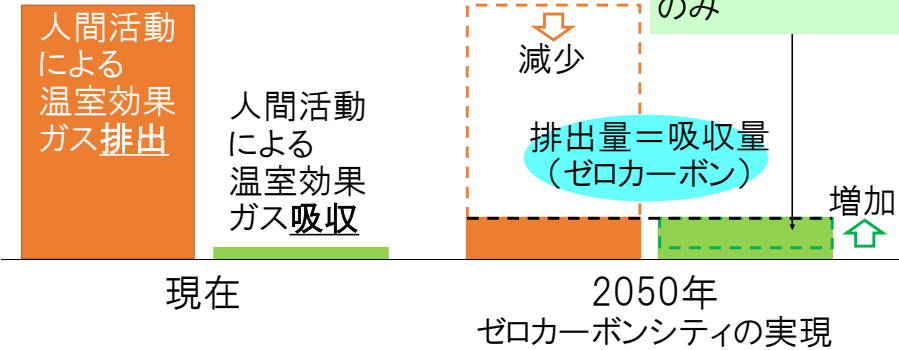 人間活動
による
温室効果
ガス排出
人間活動
による
温室効果
ガス吸収
現在
のみ
減少
排出量＝吸収量
（ゼロカーボン）
増加
2050年
ゼロカーボンシティの実現